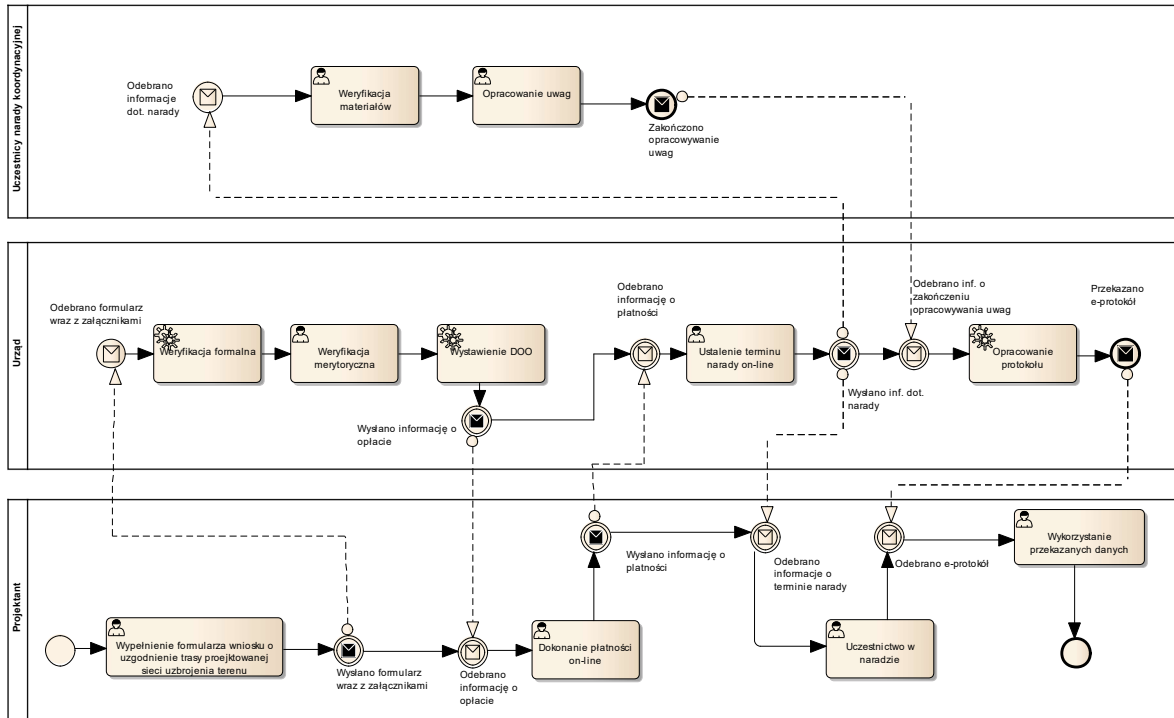 Uczestnicy narady koordynacyjnej
Odebrano
informacje
dot. narady
Weryfikacja
materiałów
Opracowanie uwag
Zakończono
opracowywanie
uwag
Urząd
Odebrano formularz
wraz z załącznikami
Weryfikacja formalna
Weryfikacja
merytoryczna
Wystawienie DOO
Wysłano informację o
opłacie
Odebrano
informację o
płatności
Ustalenie terminu
narady on-line
Wysłano inf. dot.
narady
Odebrano inf. o
zakończeniu
opracowywania uwag
Opracowanie
protokołu
Przekazano
e-protokół
Projektant
Wypełnienie formularza wniosku o
uzgodnienie trasy proejktowanej
sieci uzbrojenia terenu
Wysłano formularz
wraz z załącznikami
Odebrano
informację o
opłacie
Dokonanie płatności
on-line
Wysłano informację o
platności
Odebrano
informacje o
terminie narady
Uczestnictwo w
naradzie
Odebrano e-protokół
Wykorzystanie
przekazanych danych